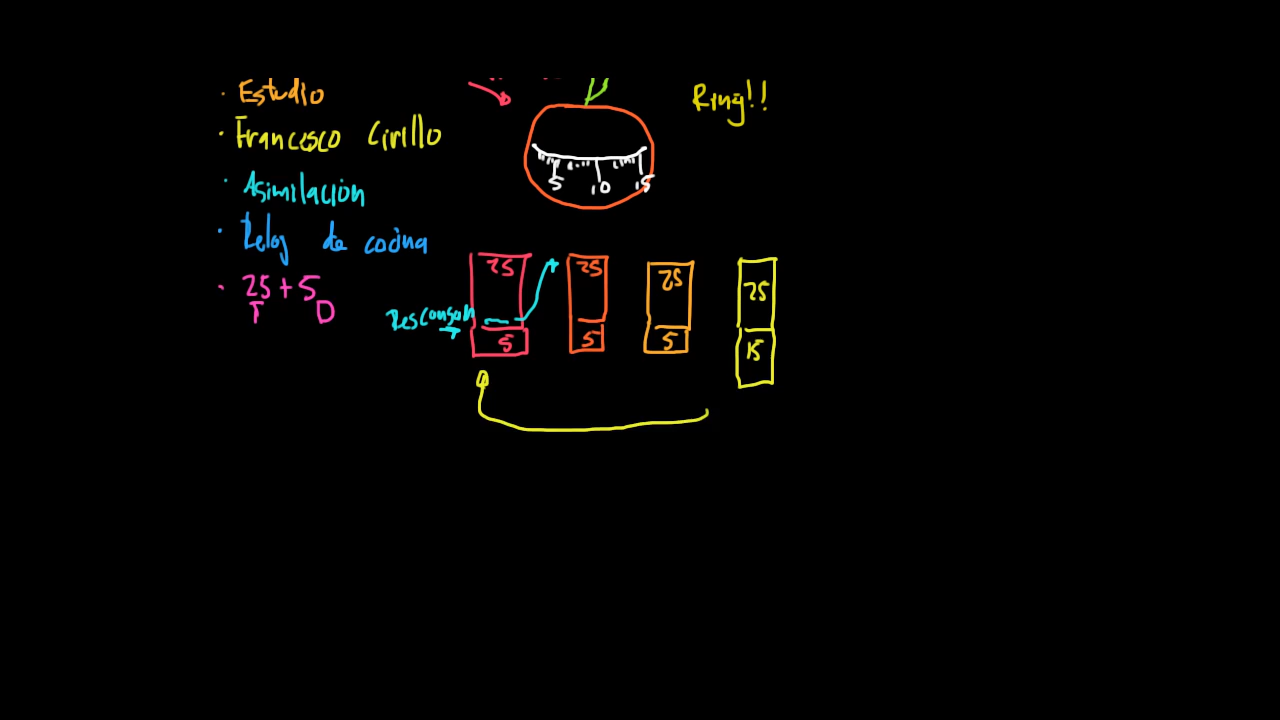 · Estudio
Ring!!
· Francesco Cirillo
5 10 15
· Asimilación
· Reloj de cocina
25 25 25 25
· 25 + 5
T D
5 5 5 15